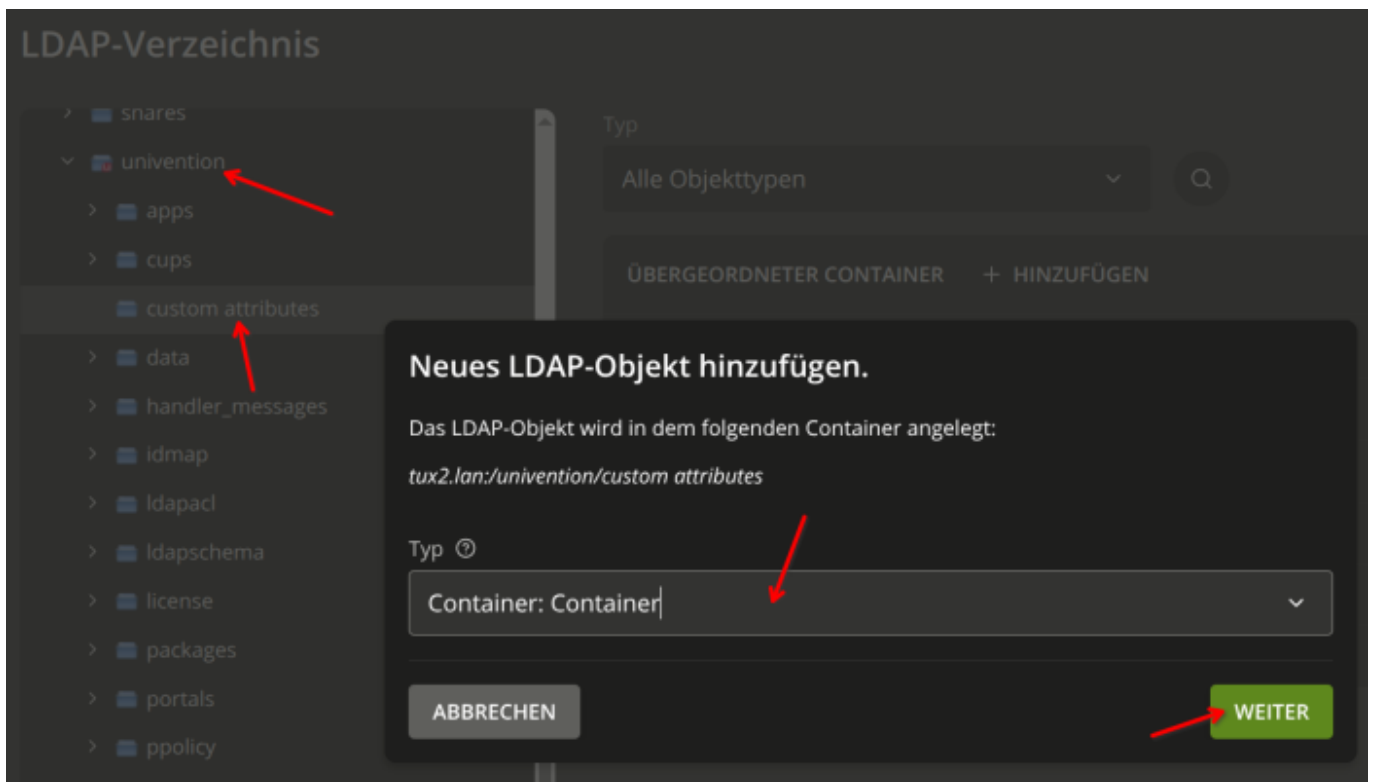 LDAP-Verzeichnis
shares
univention
apps
cups
custom attributes
data
handler_messages
idmap
ldapacl
ldapschema
license
packages
portals
ppolicy
Typ
Alle Objekttypen
ÜBERGEORDNETER CONTAINER + HINZUFÜGEN
Neues LDAP-Objekt hinzufügen.
Das LDAP-Objekt wird in dem folgenden Container angelegt:
tux2.lan:/univention/custom attributes
Typ ?
Container: Container
ABBRECHEN WEITER